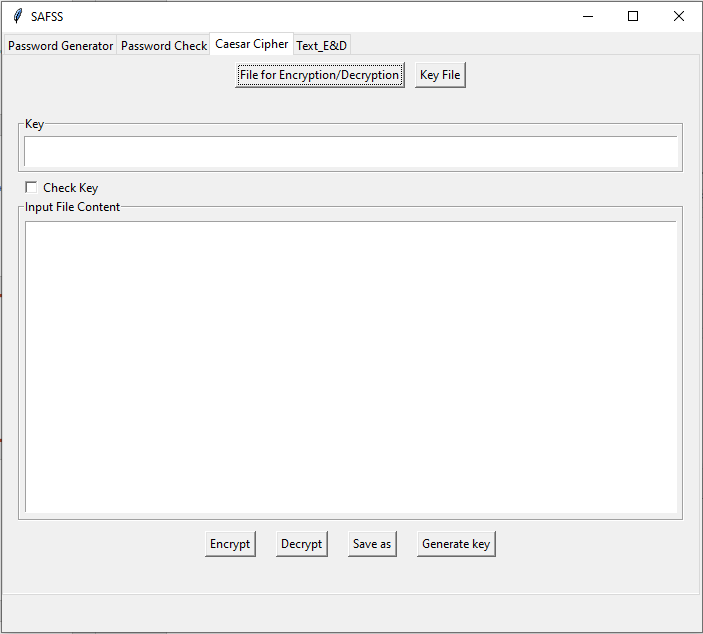 SAFSS
Password Generator Password Check Caesar Cipher Text_E&D
File for Encryption/Decryption Key File
Key
Check Key
Input File Content
Encrypt Decrypt Save as Generate key